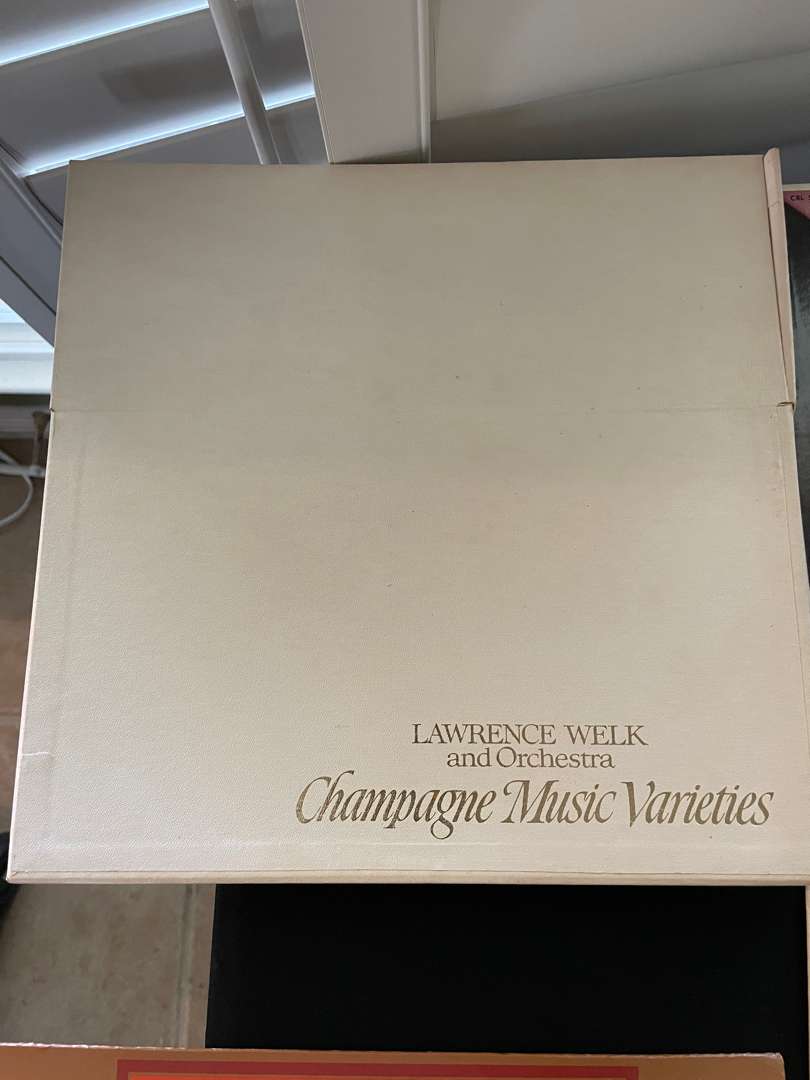 LAWRENCE WELK
and Orchestra
Champagne Music Varieties